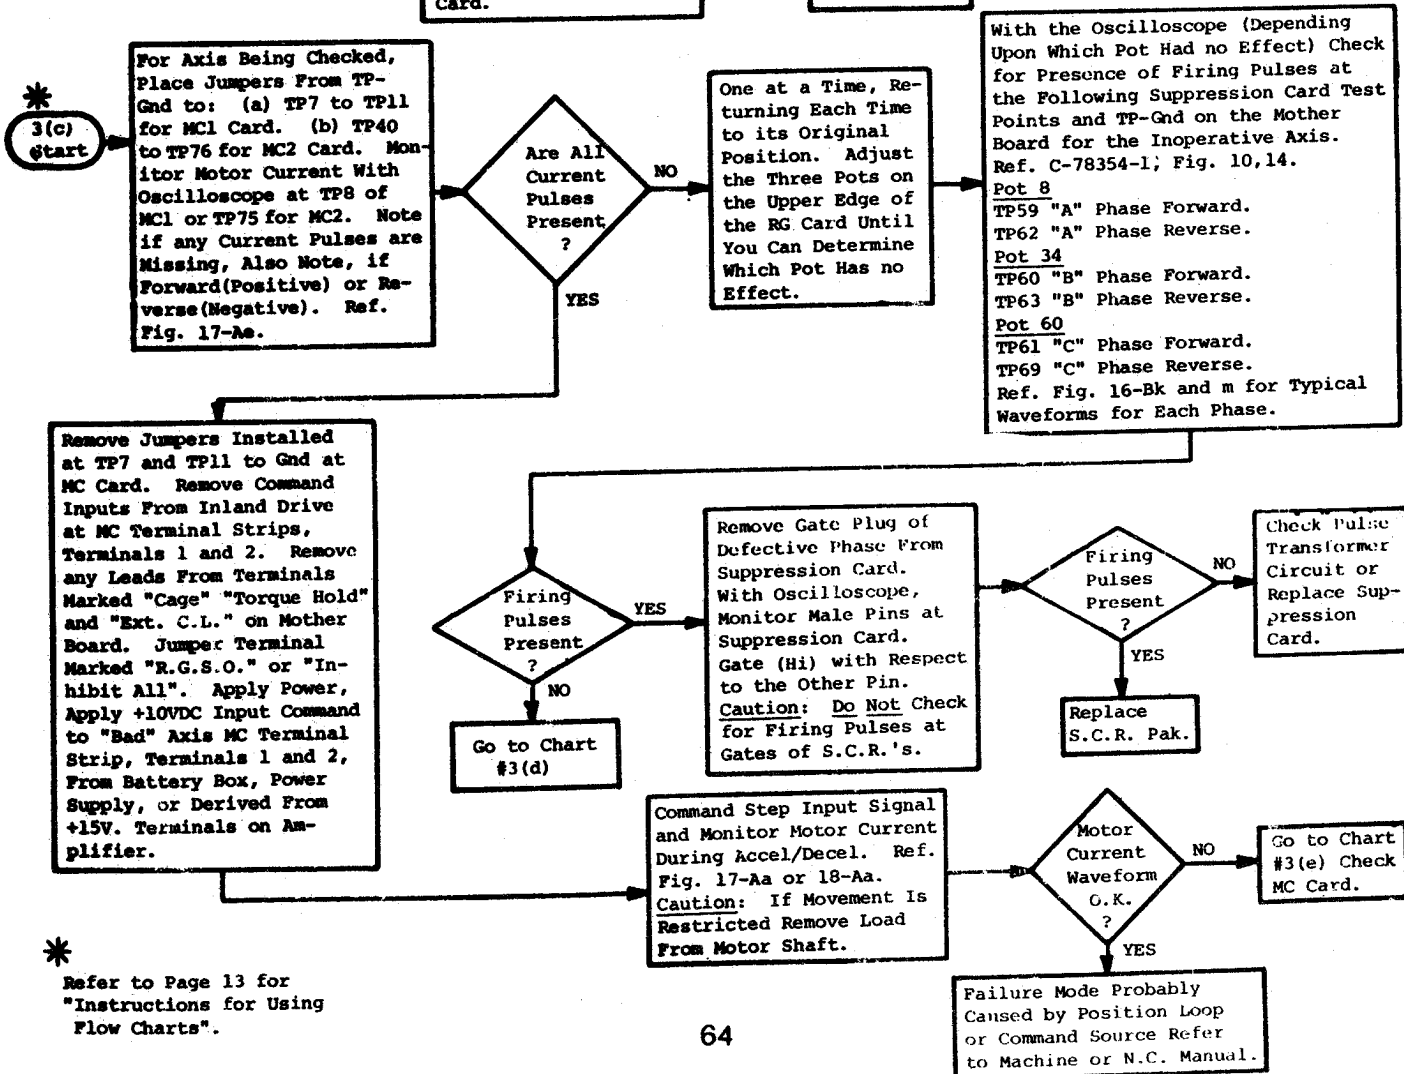 Card.
*
3(c)
Start
For Axis Being Checked,
Place Jumpers From TP-
Gnd to: (a) TP7 to TP11
for MC1 Card. (b) TP40
to TP76 for MC2 Card. Mon-
itor Motor Current With
Oscilloscope at TP8 of
MC1 or TP75 for MC2. Note
if any Current Pulses are
Missing, Also Note, if
Forward(Positive) or Re-
verse(Negative). Ref.
Fig. 17-Ae.
Are All
Current
Pulses
Present
?
NO
YES
One at a Time, Re-
turning Each Time
to its Original
Position. Adjust
the Three Pots on
the Upper Edge of
the RG Card Until
You Can Determine
Which Pot Has no
Effect.
With the Oscilloscope (Depending
Upon Which Pot Had no Effect) Check
for Presence of Firing Pulses at
the Following Suppression Card Test
Points and TP-Gnd on the Mother
Board for the Inoperative Axis.
Ref. C-78354-1; Fig. 10,14.
Pot 8
TP59 "A" Phase Forward.
TP62 "A" Phase Reverse.
Pot 34
TP60 "B" Phase Forward.
TP63 "B" Phase Reverse.
Pot 60
TP61 "C" Phase Forward.
TP69 "C" Phase Reverse.
Ref. Fig. 16-Bk and m for Typical
Waveforms for Each Phase.
Remove Jumpers Installed
at TP7 and TP11 to Gnd at
MC Card. Remove Command
Inputs From Inland Drive
at MC Terminal Strips,
Terminals 1 and 2. Remove
any Leads From Terminals
Marked "Cage" "Torque Hold"
and "Ext. C.L." on Mother
Board. Jumper Terminal
Marked "R.G.S.O." or "In-
hibit All". Apply Power,
Apply +10VDC Input Command
to "Bad" Axis MC Terminal
Strip, Terminals 1 and 2,
From Battery Box, Power
Supply, or Derived From
+15V. Terminals on Am-
plifier.
Firing
Pulses
Present
?
YES
NO
Go to Chart
#3(d)
Remove Gate Plug of
Defective Phase From
Suppression Card.
With Oscilloscope,
Monitor Male Pins at
Suppression Card.
Gate (Hi) with Respect
to the Other Pin.
Caution: Do Not Check
for Firing Pulses at
Gates of S.C.R.'s.
Firing
Pulses
Present
?
NO
YES
Check Pulse
Transformer
Circuit or
Replace Sup-
pression
Card.
Replace
S.C.R. Pak.
Command Step Input Signal
and Monitor Motor Current
During Accel/Decel. Ref.
Fig. 17-Aa or 18-Aa.
Caution: If Movement Is
Restricted Remove Load
From Motor Shaft.
Motor
Current
Waveform
O.K.
?
NO
YES
Go to Chart
#3(e) Check
MC Card.
Failure Mode Probably
Caused by Position Loop
or Command Source Refer
to Machine or N.C. Manual.
*
Refer to Page 13 for
"Instructions for Using
Flow Charts".
64